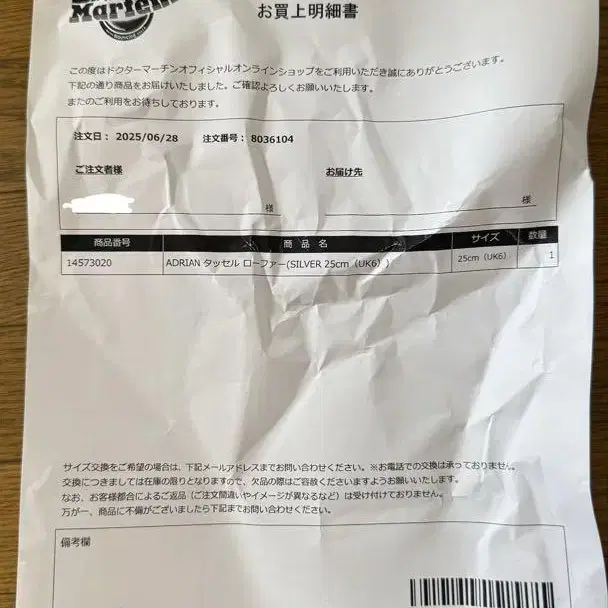 Martens
お買上明細書
この度はドクターマーチンオフィシャルオンラインショップをご利用いただき誠にありがとうございます。
下記の通り商品をお届けいたしました。ご確認よろしくお願いいたします。
またのご利用をお待ちしております。
注文日： 2025/06/28 注文番号： 8036104
ご注文者様 お届け先
様 様
商品番号 商 品 名 サイズ 数量
14573020 ADRIAN タッセル ローファー(SILVER 25cm（UK6）) 25cm（UK6） 1
サイズ交換をご希望の場合は、下記メールアドレスまでお問い合わせください。※お電話での交換は承っておりません。
交換につきましては在庫の限りとなりますので、欠品の際はご容赦くださいますようお願いいたします。
なお、お客様都合によるご返品（ご注文間違いやイメージが異なるなど）は受け付けておりません。
万が一、商品に不備がございましたら下記までお問い合わせください。
備考欄